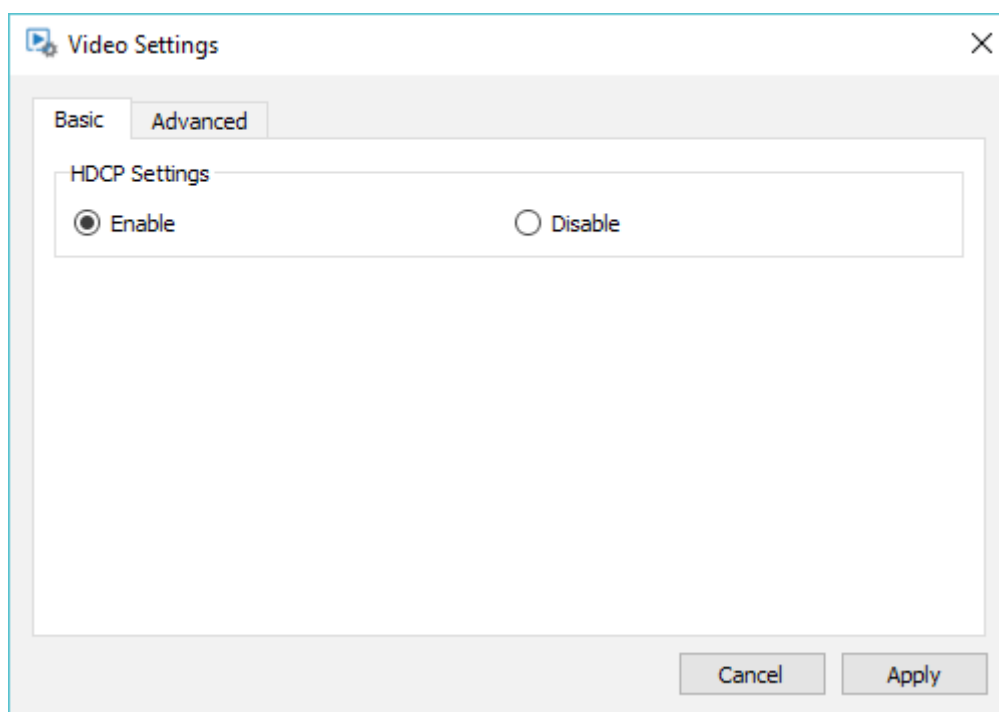 Video Settings
Basic Advanced
HDCP Settings
Enable Disable
Cancel Apply